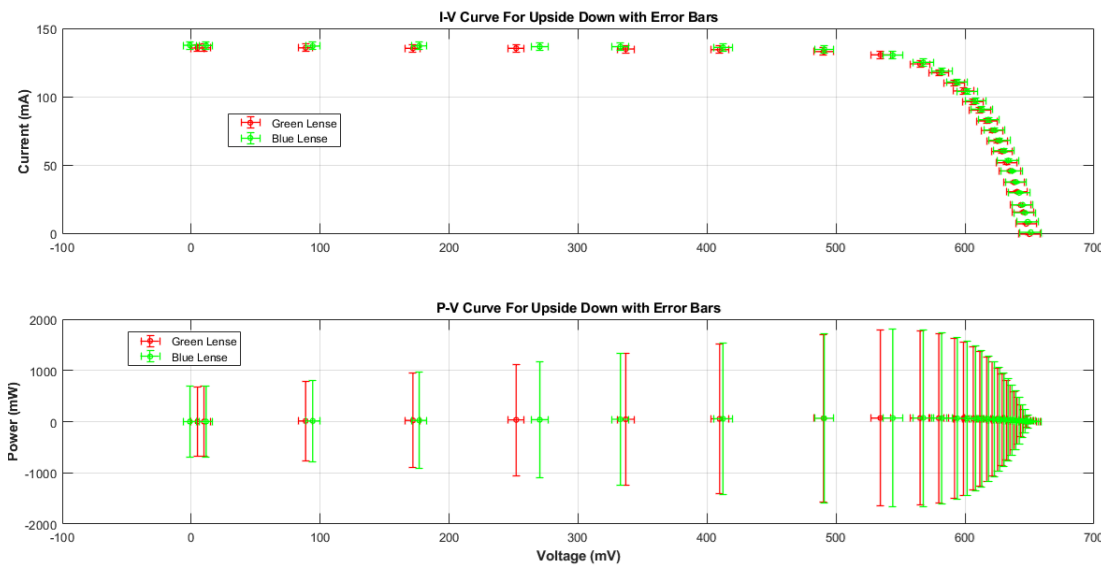 I-V Curve For Upside Down with Error Bars
150
100
50
0
Current (mA)
Green Lense
Blue Lense
-100 0 100 200 300 400 500 600 700
P-V Curve For Upside Down with Error Bars
2000
1000
0
-1000
-2000
Power (mW)
Green Lense
Blue Lense
-100 0 100 200 300 400 500 600 700
Voltage (mV)